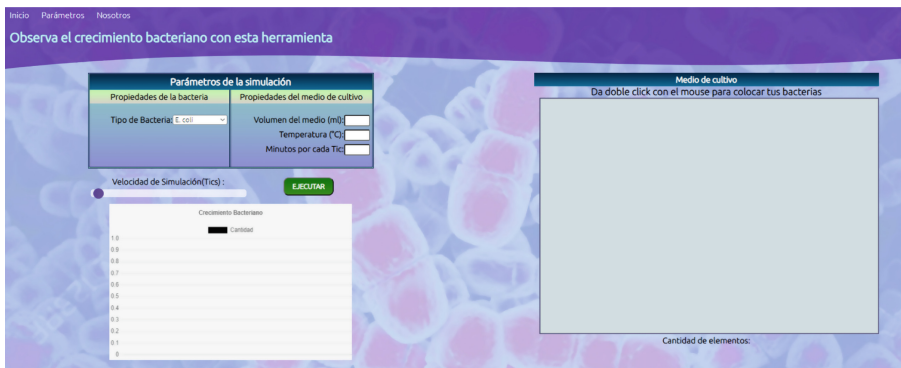 Inicio Parámetros Nosotros
Observa el crecimiento bacteriano con esta herramienta
Parámetros de la simulación
Propiedades de la bacteria Propiedades del medio de cultivo
Tipo de Bacteria: E. coli
Volumen del medio (ml):
Temperatura (°C):
Minutos por cada Tic:
Velocidad de Simulación(Tics) :
EJECUTAR
Crecimiento Bacteriano
Cantidad
1.0
0.9
0.8
0.7
0.6
0.5
0.4
0.3
0.2
0.1
0
Medio de cultivo
Da doble click con el mouse para colocar tus bacterias
Cantidad de elementos: